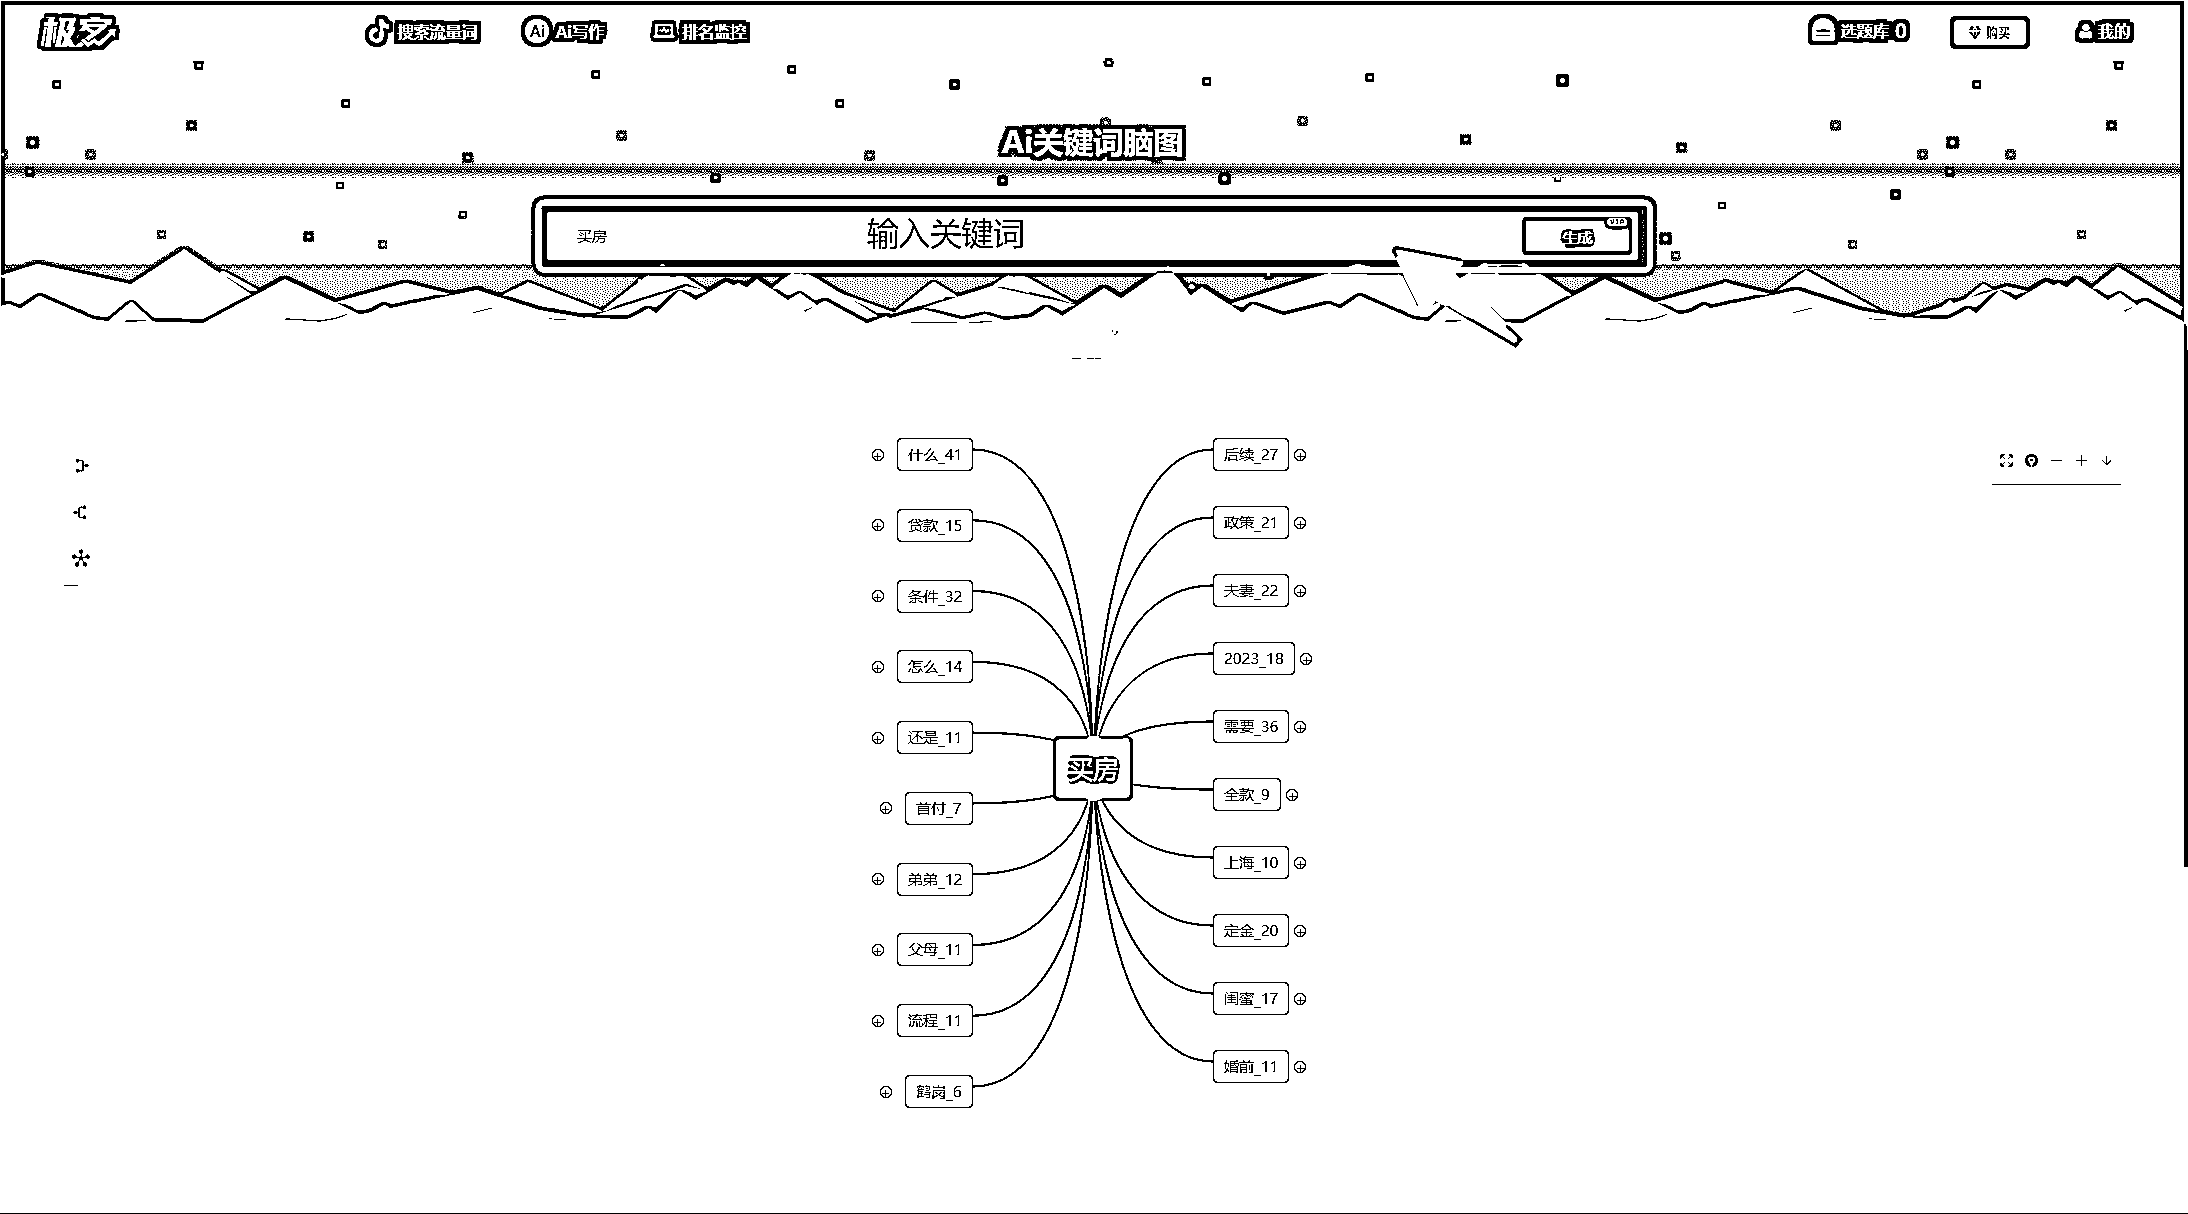 极客
搜索流量词
Ai Ai写作
排名监控
选题库 0
购买
我的
Ai关键词脑图
买房
输入关键词
生成
VIP
什么_41
贷款_15
条件_32
怎么_14
还是_11
首付_7
弟弟_12
父母_11
流程_11
鹤岗_6
买房
后续_27
政策_21
夫妻_22
2023_18
需要_36
全款_9
上海_10
定金_20
闺蜜_17
婚前_11